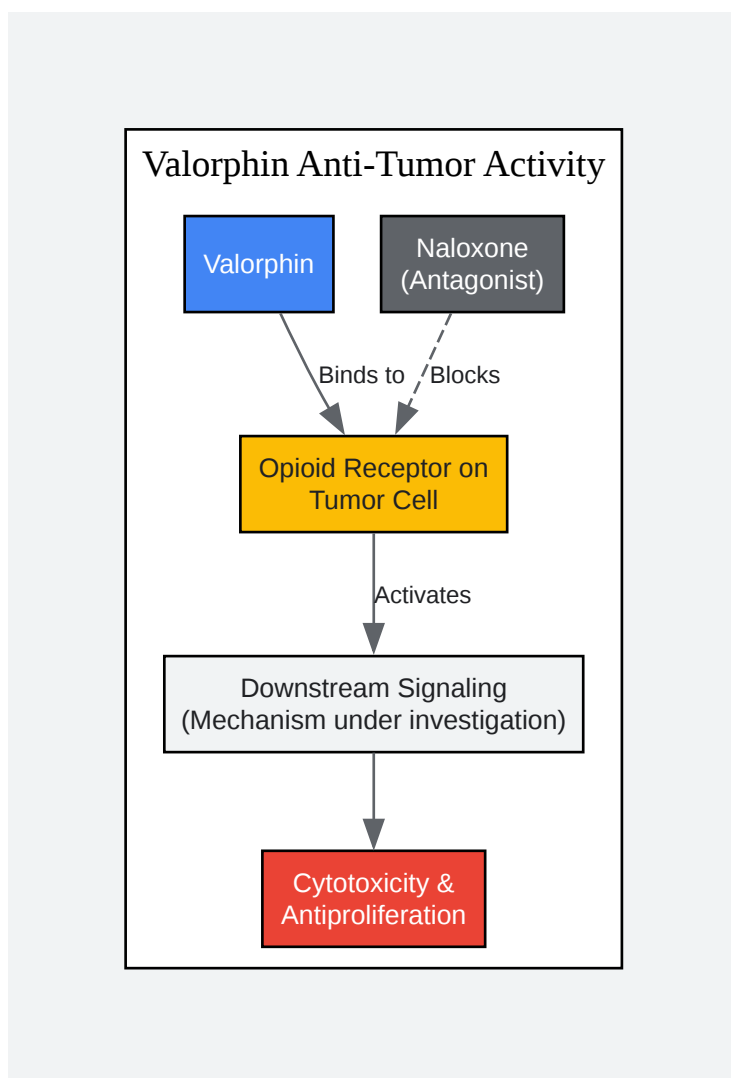 Valorphin Anti-Tumor Activity
Valorphin
Naloxone
(Antagonist)
Binds to
Blocks
Opioid Receptor on
Tumor Cell
Activates
Downstream Signaling
(Mechanism under investigation)
Cytotoxicity &
Antiproliferation